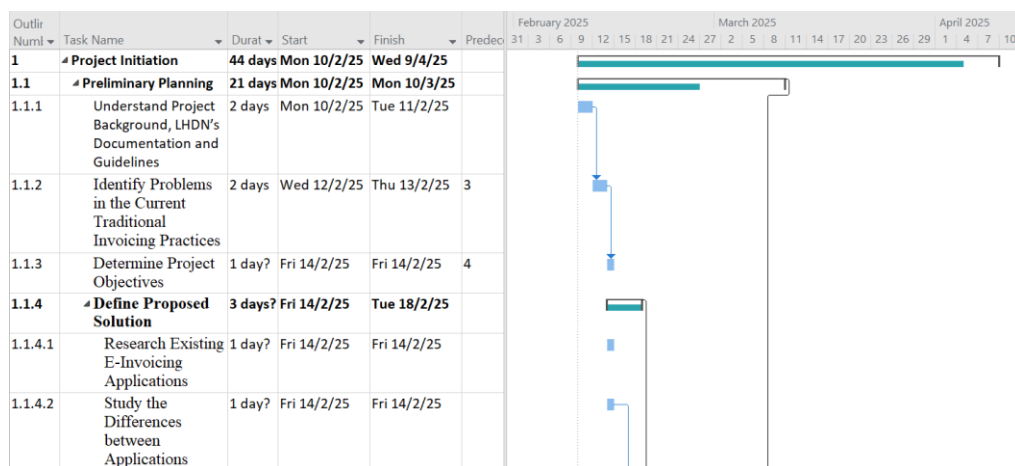 Outlir
Numl Task Name Durat Start Finish Predec
February 2025 March 2025 April 2025
31 3 6 9 12 15 18 21 24 27 2 5 8 11 14 17 20 23 26 29 1 4 7 10
1 Project Initiation 44 days Mon 10/2/25 Wed 9/4/25
1.1 Preliminary Planning 21 days Mon 10/2/25 Mon 10/3/25
1.1.1 Understand Project 2 days Mon 10/2/25 Tue 11/2/25
Background, LHDN's
Documentation and
Guidelines
1.1.2 Identify Problems 2 days Wed 12/2/25 Thu 13/2/25 3
in the Current
Traditional
Invoicing Practices
1.1.3 Determine Project 1 day? Fri 14/2/25 Fri 14/2/25 4
Objectives
1.1.4 Define Proposed 3 days? Fri 14/2/25 Tue 18/2/25
Solution
1.1.4.1 Research Existing 1 day? Fri 14/2/25 Fri 14/2/25
E-Invoicing
Applications
1.1.4.2 Study the 1 day? Fri 14/2/25 Fri 14/2/25
Differences
between
Applications